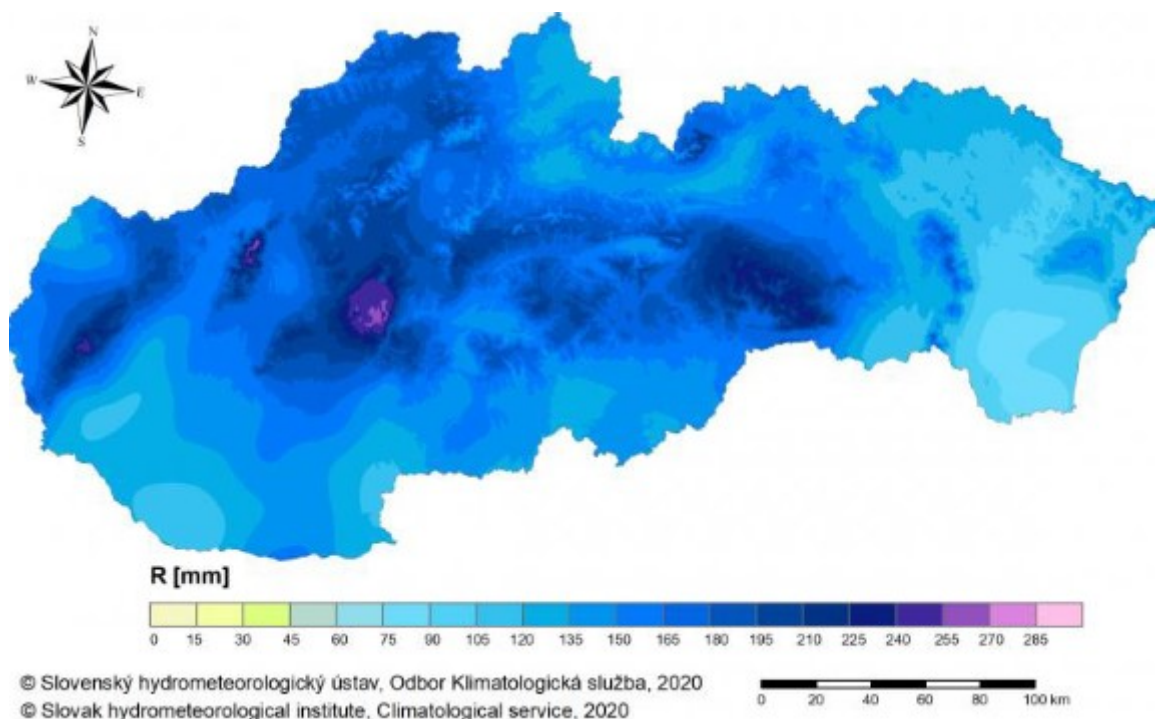 N
W E
S
R [mm]
0 15 30 45 60 75 90 105 120 135 150 165 180 195 210 225 240 255 270 285
© Slovenský hydrometeorologický ústav, Odbor Klimatologická služba, 2020
© Slovak hydrometeorological institute, Climatological service, 2020
0 20 40 60 80 100 km